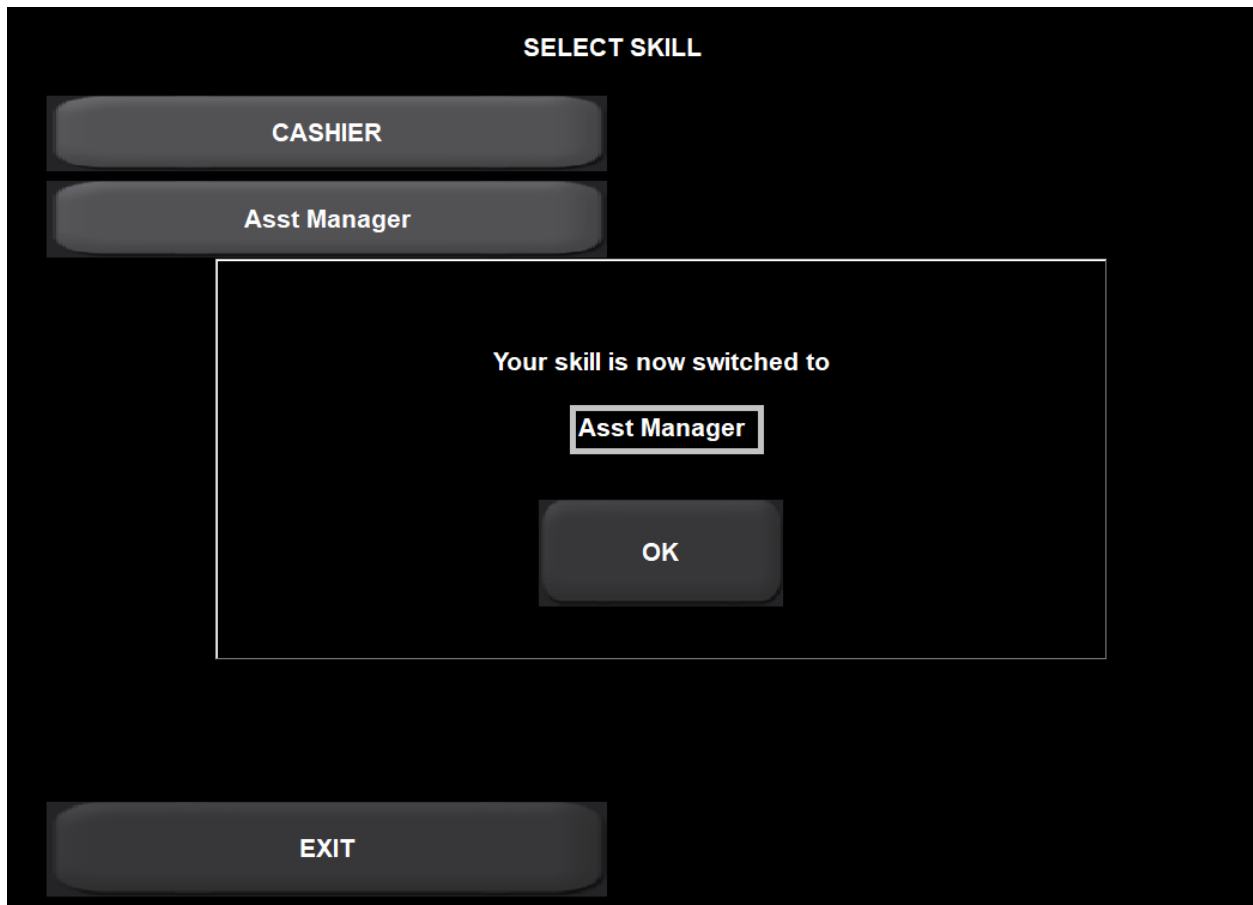 SELECT SKILL
CASHIER
Asst Manager
Your skill is now switched to
Asst Manager
OK
EXIT